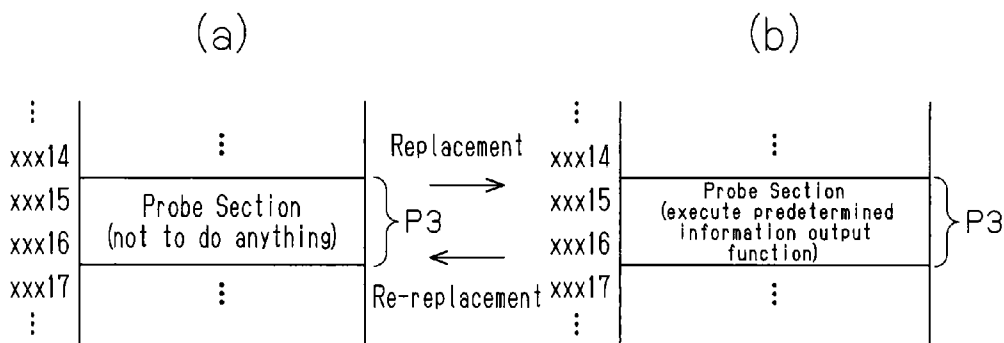 (a)
(b)
⋮
xxx14
xxx15
xxx16
xxx17
⋮
⋮
Probe Section
(not to do anything)
⋮
P3
Replacement
Re-replacement
⋮
xxx14
xxx15
xxx16
xxx17
⋮
⋮
Probe Section
(execute predetermined
information output
function)
⋮
P3